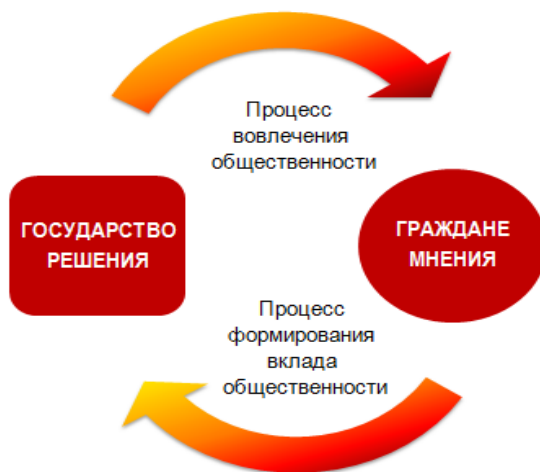 Процесс
вовлечения
общественности
ГОСУДАРСТВО
РЕШЕНИЯ
ГРАЖДАНЕ
МНЕНИЯ
Процесс
формирования
вклада
общественности